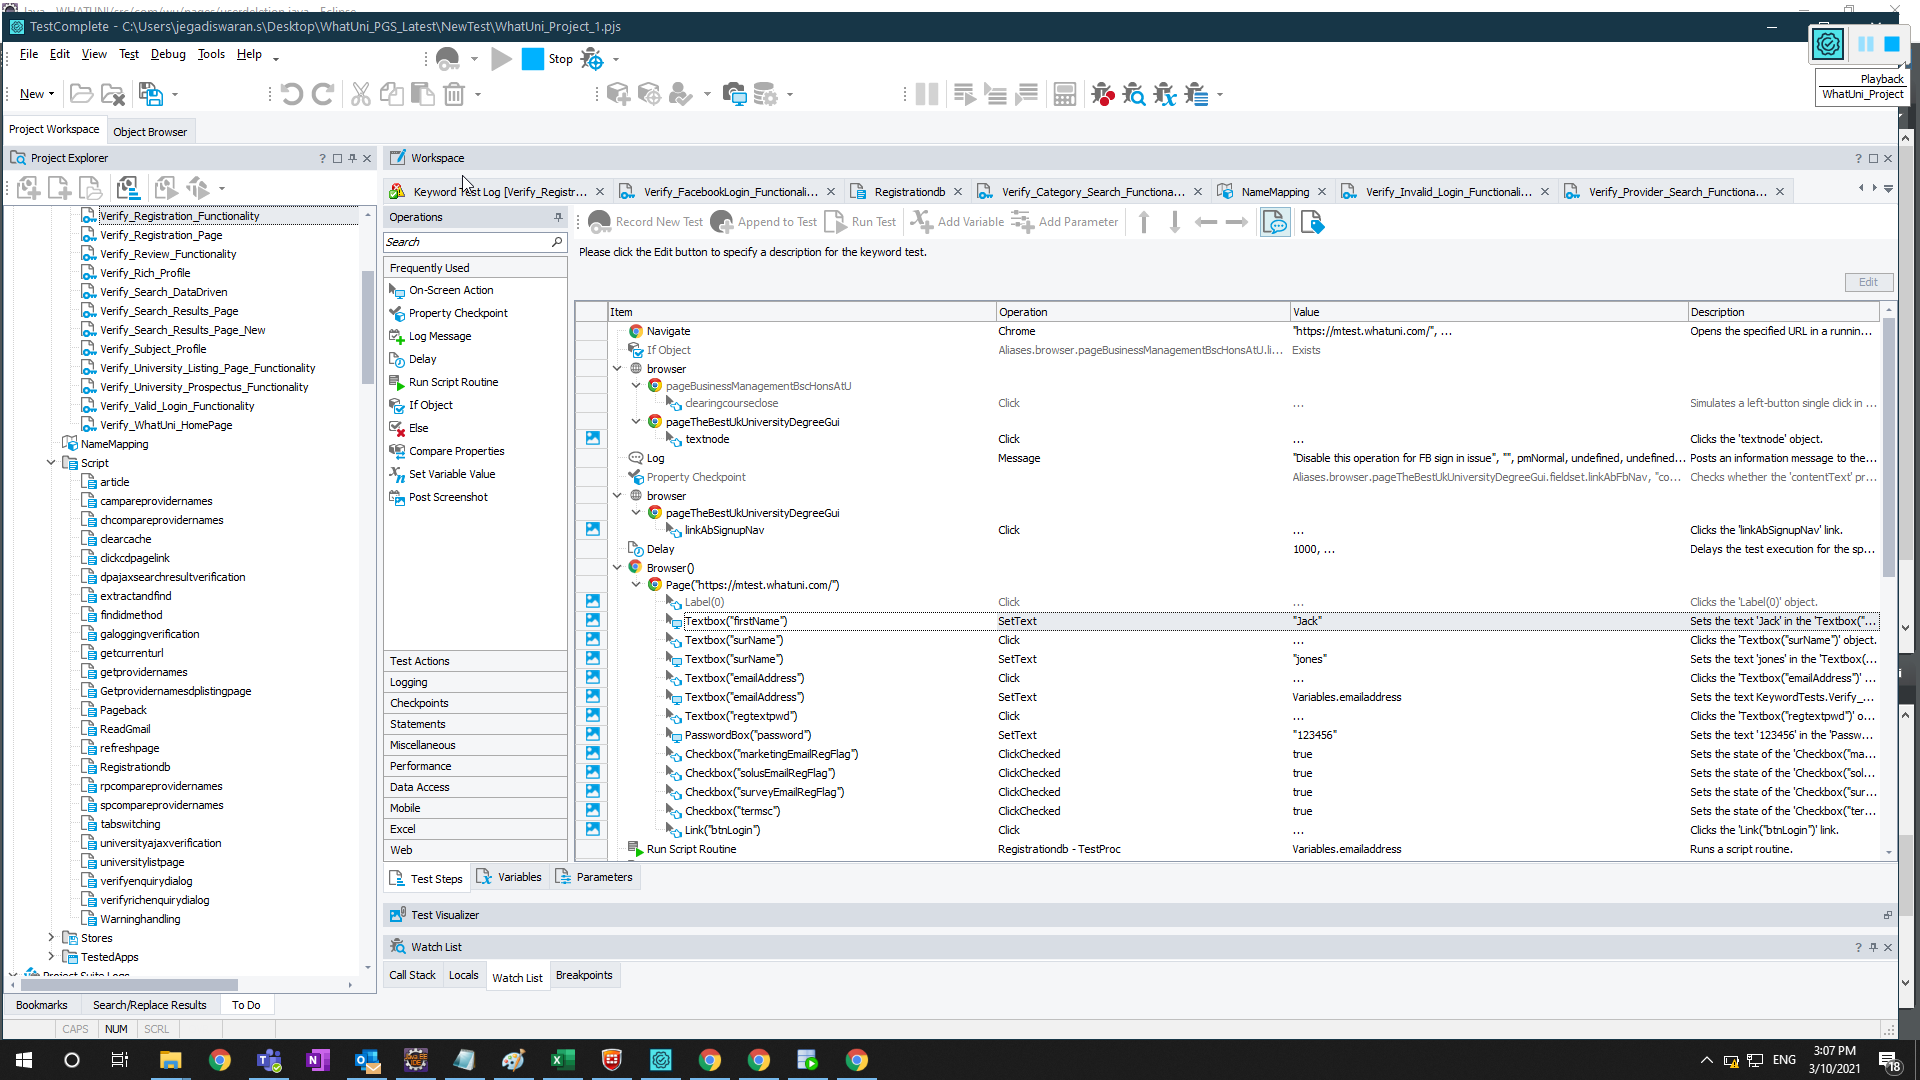 Java - WHATUNI/src/com/wu/pages/userdeletion.java - Eclipse
TestComplete - C:\Users\jegadiswaran.s\Desktop\WhatUni_PGS_Latest\NewTest\WhatUni_Project_1.pjs
File Edit View Test Debug Tools Help
Stop
Playback
WhatUni_Project
New
Project Workspace
Object Browser
Project Explorer
Verify_Registration_Functionality
Verify_Registration_Page
Verify_Review_Functionality
Verify_Rich_Profile
Verify_Search_DataDriven
Verify_Search_Results_Page
Verify_Search_Results_Page_New
Verify_Subject_Profile
Verify_University_Listing_Page_Functionality
Verify_University_Prospectus_Functionality
Verify_Valid_Login_Functionality
Verify_WhatUni_HomePage
NameMapping
Script
article
campareprovidernames
chcompareprovidernames
clearcache
clickcdpagelink
dpajaxsearchresultverification
extractandfind
findidmethod
galoggingverification
getcurrenturl
getprovidernames
Getprovidernamesdplistingpage
Pageback
ReadGmail
refreshpage
Registrationdb
rpcompareprovidernames
spcompareprovidernames
tabswitching
universityajaxverification
universitylistpage
verifyenquirydialog
verifyrichenquirydialog
Warninghandling
Stores
TestedApps
Project Suite Logs
Bookmarks
Search/Replace Results
To Do
CAPS NUM SCRL
Workspace
Keyword Test Log [Verify_Registr...
Verify_FacebookLogin_Functionali...
Registrationdb
Verify_Category_Search_Functiona...
NameMapping
Verify_Invalid_Login_Functionali...
Verify_Provider_Search_Functiona...
Operations
Search
Frequently Used
On-Screen Action
Property Checkpoint
Log Message
Delay
Run Script Routine
If Object
Else
Compare Properties
Set Variable Value
Post Screenshot
Test Actions
Logging
Checkpoints
Statements
Miscellaneous
Performance
Data Access
Mobile
Excel
Web
Record New Test Append to Test Run Test Add Variable Add Parameter
Please click the Edit button to specify a description for the keyword test.
Edit
Item Operation Value Description
Navigate Chrome "https://mtest.whatuni.com/", ... Opens the specified URL in a runnin...
If Object Aliases.browser.pageBusinessManagementBscHonsAtU.li... Exists
browser
pageBusinessManagementBscHonsAtU
clearingcourseclose Click ... Simulates a left-button single click in ...
pageTheBestUkUniversityDegreeGui
textnode Click ... Clicks the 'textnode' object.
Log Message "Disable this operation for FB sign in issue", "", pmNormal, undefined, undefined... Posts an information message to the...
Property Checkpoint Aliases.browser.pageTheBestUkUniversityDegreeGui.fieldset.linkAbFbNav, "co... Checks whether the 'contentText' pr...
browser
pageTheBestUkUniversityDegreeGui
linkAbSignupNav Click ... Clicks the 'linkAbSignupNav' link.
Delay 1000, ... Delays the test execution for the sp...
Browser()
Page("https://mtest.whatuni.com/")
Label(0) Click ... Clicks the 'Label(0)' object.
Textbox("firstName") SetText "Jack" Sets the text 'Jack' in the 'Textbox("...
Textbox("surName") Click ... Clicks the 'Textbox("surName")' object.
Textbox("surName") SetText "jones" Sets the text 'jones' in the 'Textbox(...
Textbox("emailAddress") Click ... Clicks the 'Textbox("emailAddress")' ...
Textbox("emailAddress") SetText Variables.emailaddress Sets the text KeywordTests.Verify_...
Textbox("regtextpwd") Click ... Clicks the 'Textbox("regtextpwd")' o...
PasswordBox("password") SetText "123456" Sets the text '123456' in the 'Passw...
Checkbox("marketingEmailRegFlag") ClickChecked true Sets the state of the 'Checkbox("ma...
Checkbox("solusEmailRegFlag") ClickChecked true Sets the state of the 'Checkbox("sol...
Checkbox("surveyEmailRegFlag") ClickChecked true Sets the state of the 'Checkbox("sur...
Checkbox("termsc") ClickChecked true Sets the state of the 'Checkbox("ter...
Link("btnLogin") Click ... Clicks the 'Link("btnLogin")' link.
Run Script Routine Registrationdb - TestProc Variables.emailaddress Runs a script routine.
Test Steps Variables Parameters
Test Visualizer
Watch List
Call Stack Locals Watch List Breakpoints
ENG
3:07 PM
3/10/2021
18